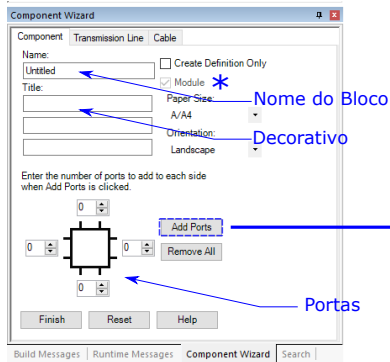 Component Wizard
Component Transmission Line Cable
Name:
Untitled
Create Definition Only
Module *
Title:
Paper Size:
A/A4
Nome do Bloco
Orientation:
Decorativo
Landscape
Enter the number of ports to add to each side
when Add Ports is clicked.
0
Add Ports
0
0
Remove All
0
Portas
Finish Reset Help
Build Messages Runtime Messages Component Wizard Search